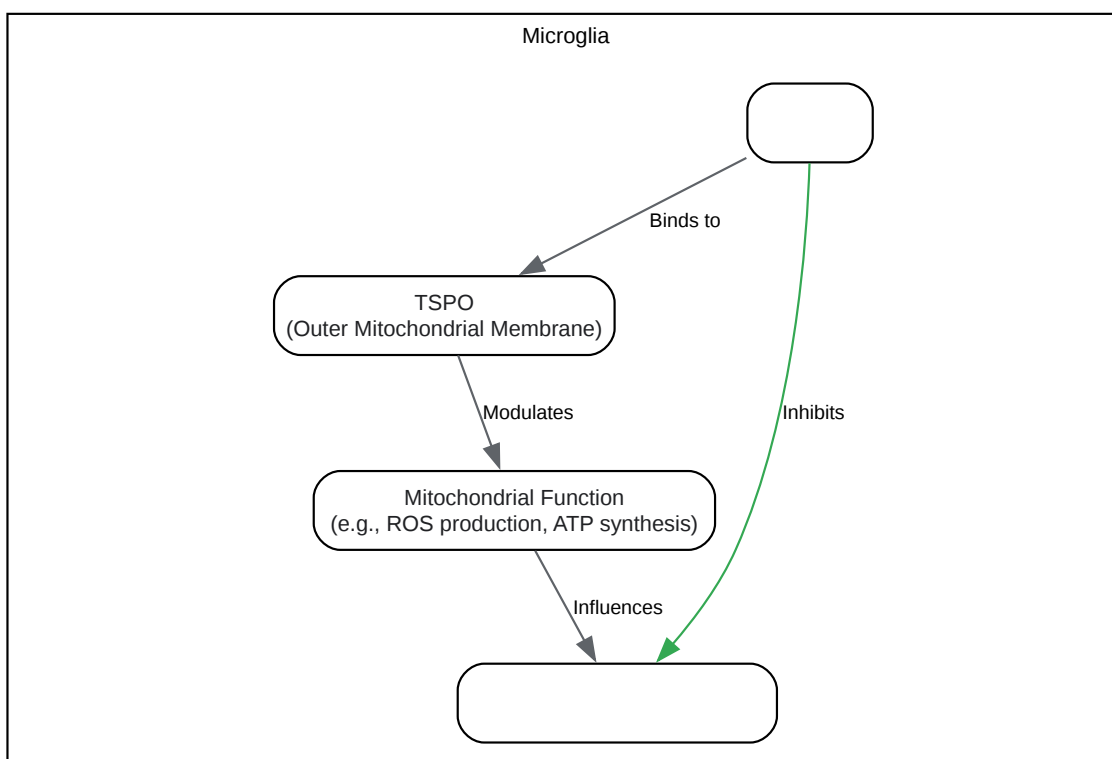 Microglia
Binds to
TSPO
(Outer Mitochondrial Membrane)
Modulates
Inhibits
Mitochondrial Function
(e.g., ROS production, ATP synthesis)
Influences